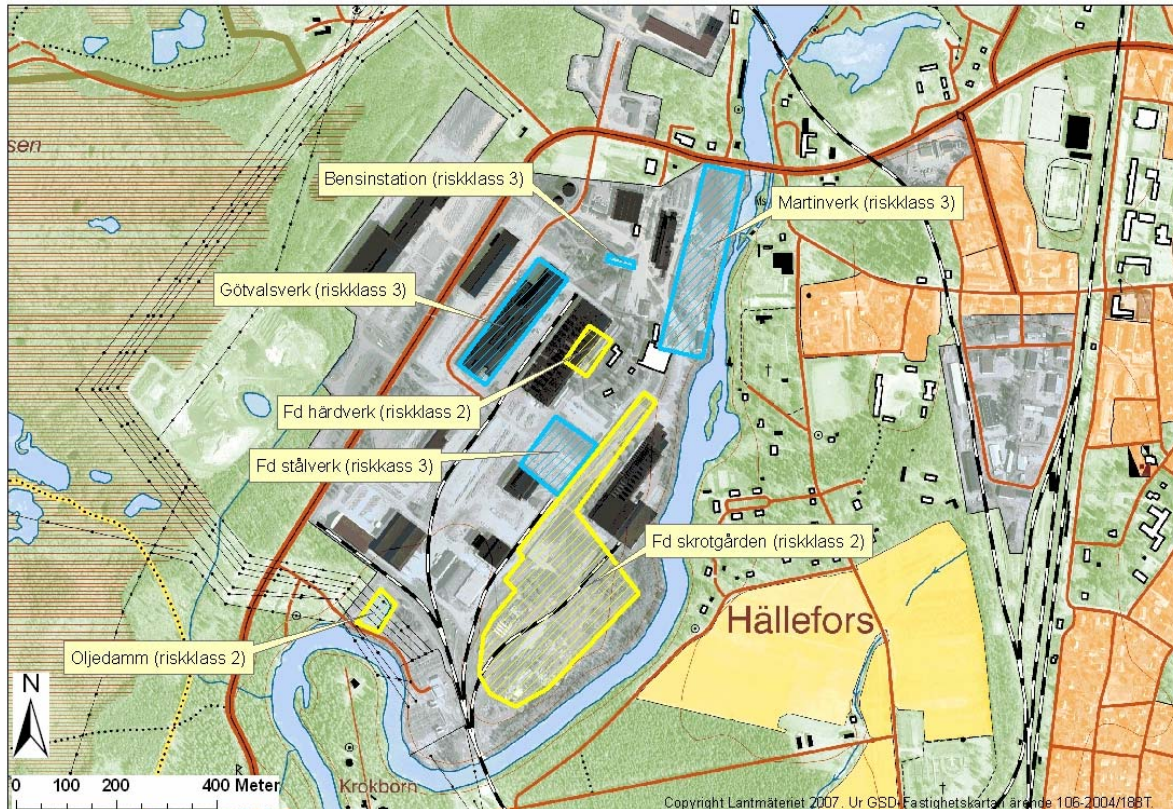 sen
Bensinstation (riskklass 3)
Martinverk (riskklass 3)
Götvalsverk (riskklass 3)
Fd härdverk (riskklass 2)
Fd stålverk (riskkass 3)
Fd skrotgården (riskklass 2)
Hällefors
Oljedamm (riskklass 2)
N
0 100 200 400 Meter
Krokborn
Copyright Lantmäteriet 2007. Ur GSD-Fastighetskartan ärende 106-2004/188T